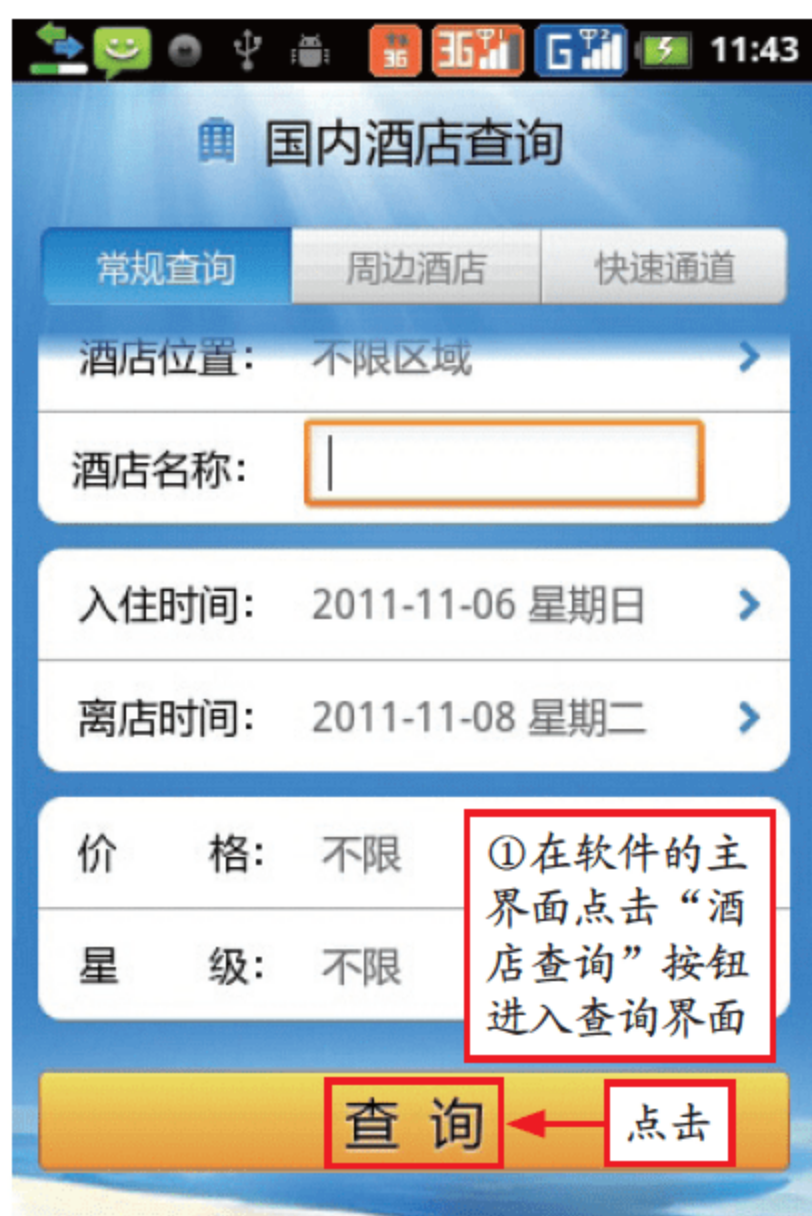 3G 3G 1 G 2 11:43
国内酒店查询
常规查询 周边酒店 快速通道
酒店位置： 不限区域
酒店名称：
入住时间： 2011-11-06 星期日
离店时间： 2011-11-08 星期二
价 格： 不限
星 级： 不限
①在软件的主
界面点击“酒
店查询”按钮
进入查询界面
查 询
点击